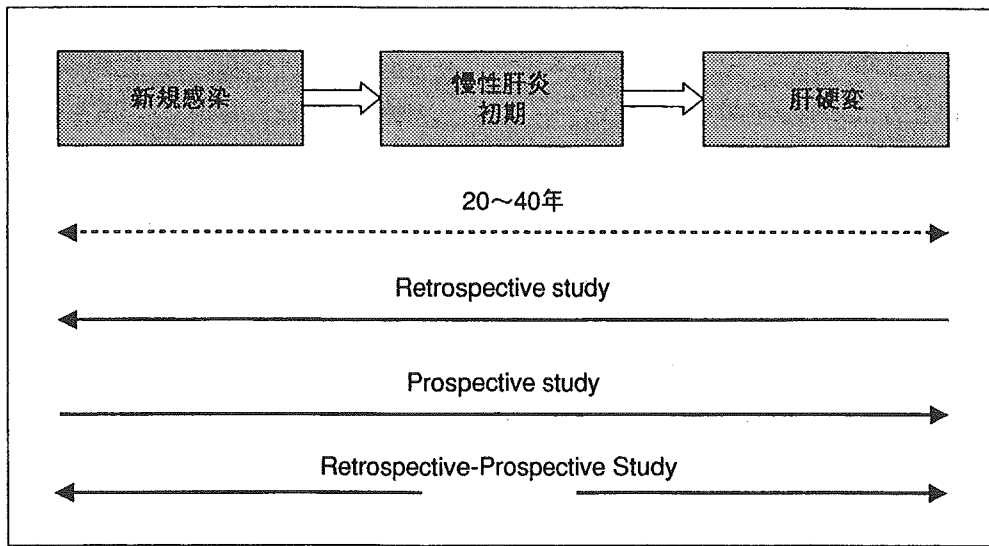 新規感染
慢性肝炎
初期
肝硬変
20〜40年
Retrospective study
Prospective study
Retrospective-Prospective Study